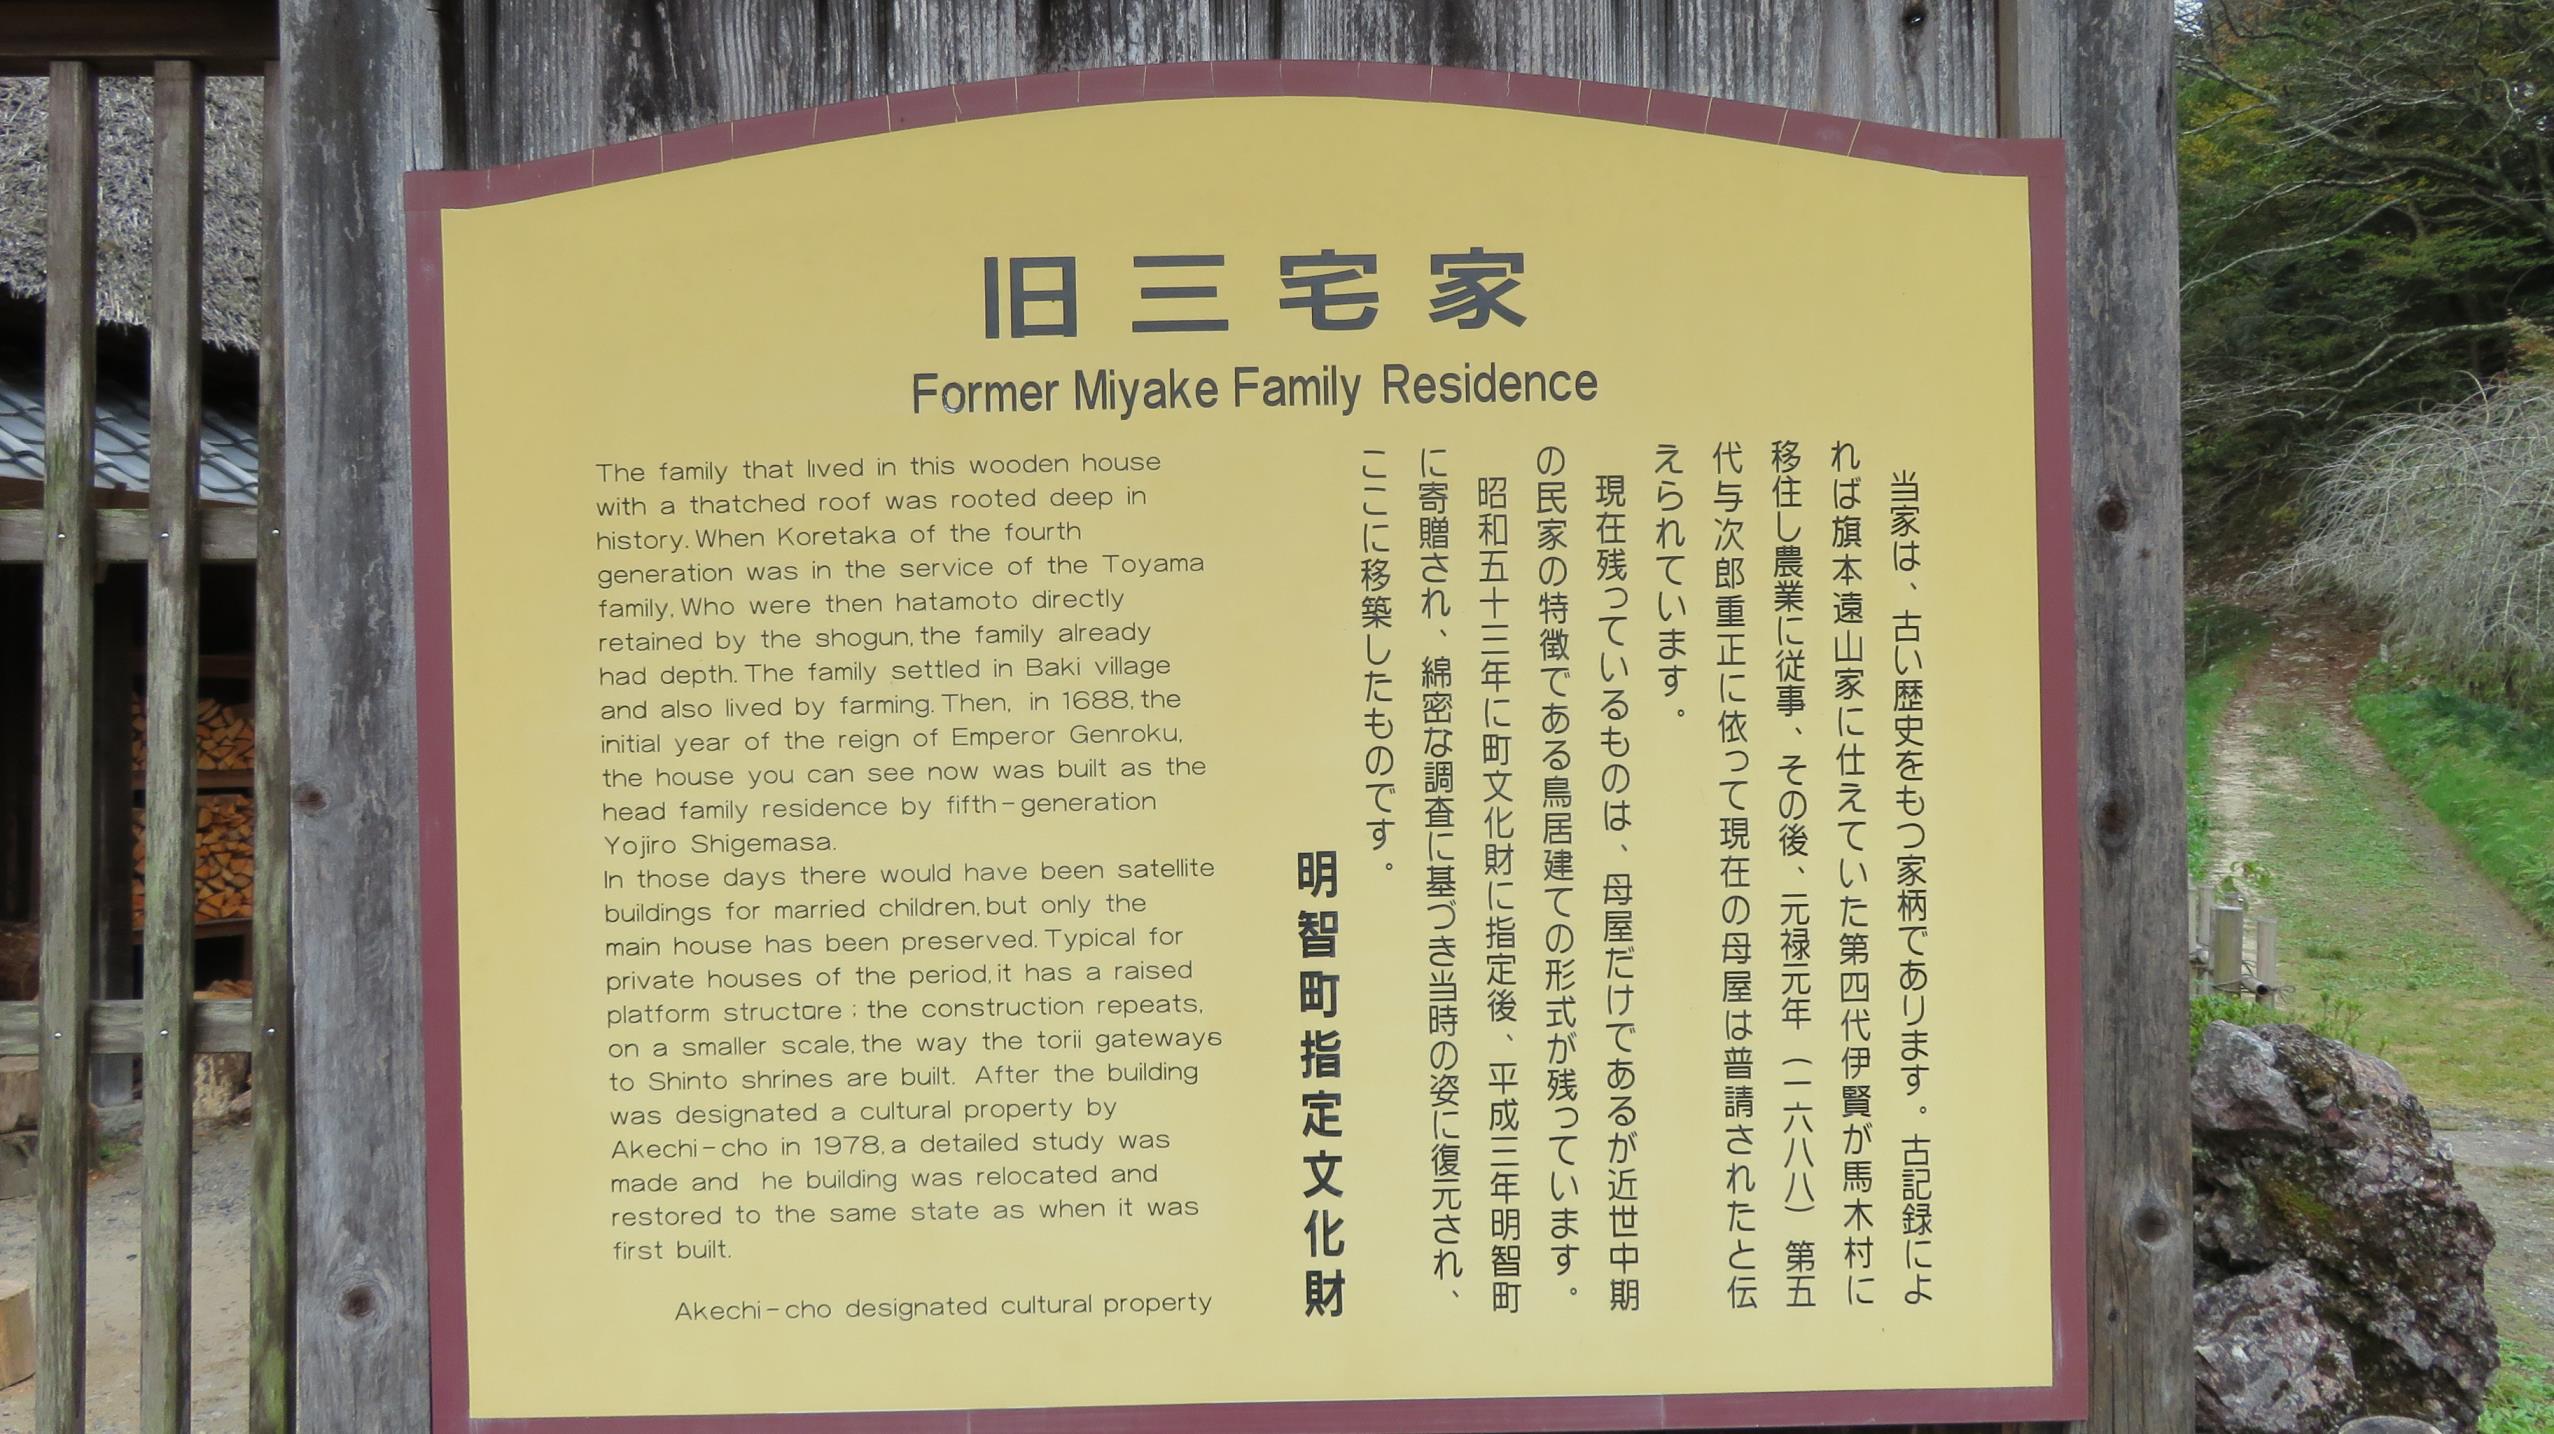 旧三宅家
Former Miyake Family Residence
The family that lived in this wooden house
with a thatched roof was rooted deep in
history. When Koretaka of the fourth
generation was in the service of the Toyama
family, Who were then hatamoto directly
retained by the shogun, the family already
had depth. The family settled in Baki village
and also lived by farming. Then, in 1688, the
initial year of the reign of Emperor Genroku,
the house you can see now was built as the
head family residence by fifth-generation
Yojiro Shigemasa.
In those days there would have been satellite
buildings for married children, but only the
main house has been preserved. Typical for
private houses of the period, it has a raised
platform structure ; the construction repeats,
on a smaller scale, the way the torii gateways
to Shinto shrines are built. After the building
was designated a cultural property by
Akechi-cho in 1978, a detailed study was
made and he building was relocated and
restored to the same state as when it was
first built.
Akechi-cho designated cultural property
当家は、古い歴史をもつ家柄であります。古記録によ
れば旗本遠山家に仕えていた第四代伊賢が馬木村に
移住し農業に従事、その後、元禄元年（一六八八）第五
代与次郎重正に依って現在の母屋は普請されたと伝
えられています。
現在残っているものは、母屋だけであるが近世中期
の民家の特徴である鳥居建ての形式が残っています。
昭和五十三年に町文化財に指定後、平成三年明智町
に寄贈され、綿密な調査に基づき当時の姿に復元され、
ここに移築したものです。
明智町指定文化財